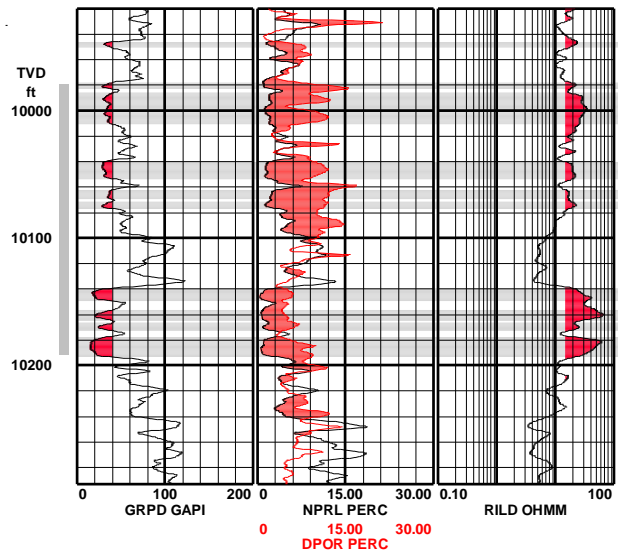 TVD
ft
10000
10100
10200
0 100 200 0 15.00 30.00 0.10 100
GRPD GAPI NPRL PERC RILD OHMM
0 15.00 30.00
DPOR PERC